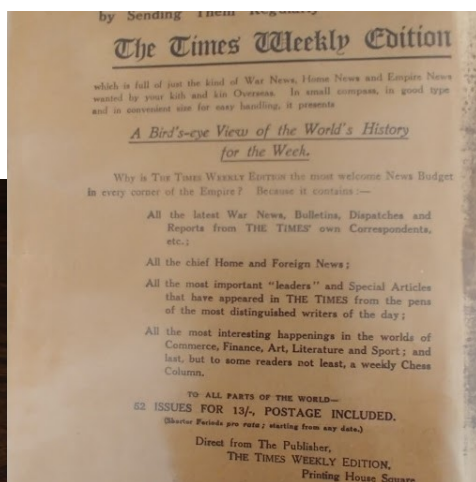 by Sending Them Regularly
The Times Weekly Edition
which is full of just the kind of War News, Home News and Empire News
wanted by your kith and kin Overseas. In small compass, in good type
and in convenient size for easy handling, it presents
A Bird's-eye View of the World's History
for the Week.
Why is THE TIMES WEEKLY EDITION the most welcome News Budget
in every corner of the Empire? Because it contains:—
All the latest War News, Bulletins, Dispatches and
Reports from THE TIMES' own Correspondents,
etc.;
All the chief Home and Foreign News;
All the most important "leaders" and Special Articles
that have appeared in THE TIMES from the pens
of the most distinguished writers of the day;
All the most interesting happenings in the worlds of
Commerce, Finance, Art, Literature and Sport; and
last, but to some readers not least, a weekly Chess
Column.
TO ALL PARTS OF THE WORLD—
52 ISSUES FOR 13/-, POSTAGE INCLUDED.
(Shorter Periods pro rata; starting from any date.)
Direct from The Publisher,
THE TIMES WEEKLY EDITION,
Printing House Square